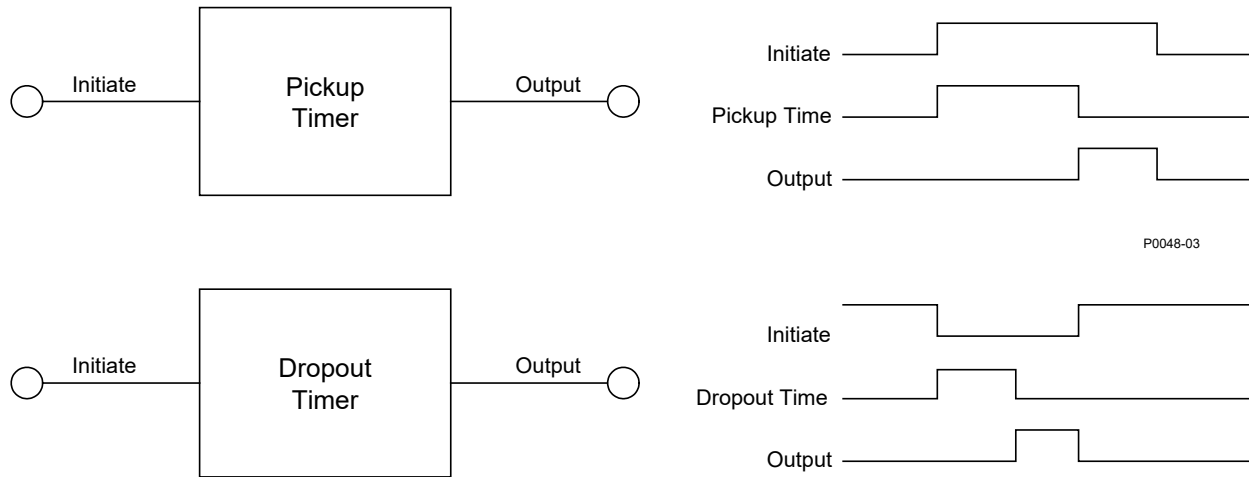 Initiate
Pickup
Timer
Output
Initiate
Pickup Time
Output
P0048-03
Initiate
Dropout
Timer
Output
Initiate
Dropout Time
Output